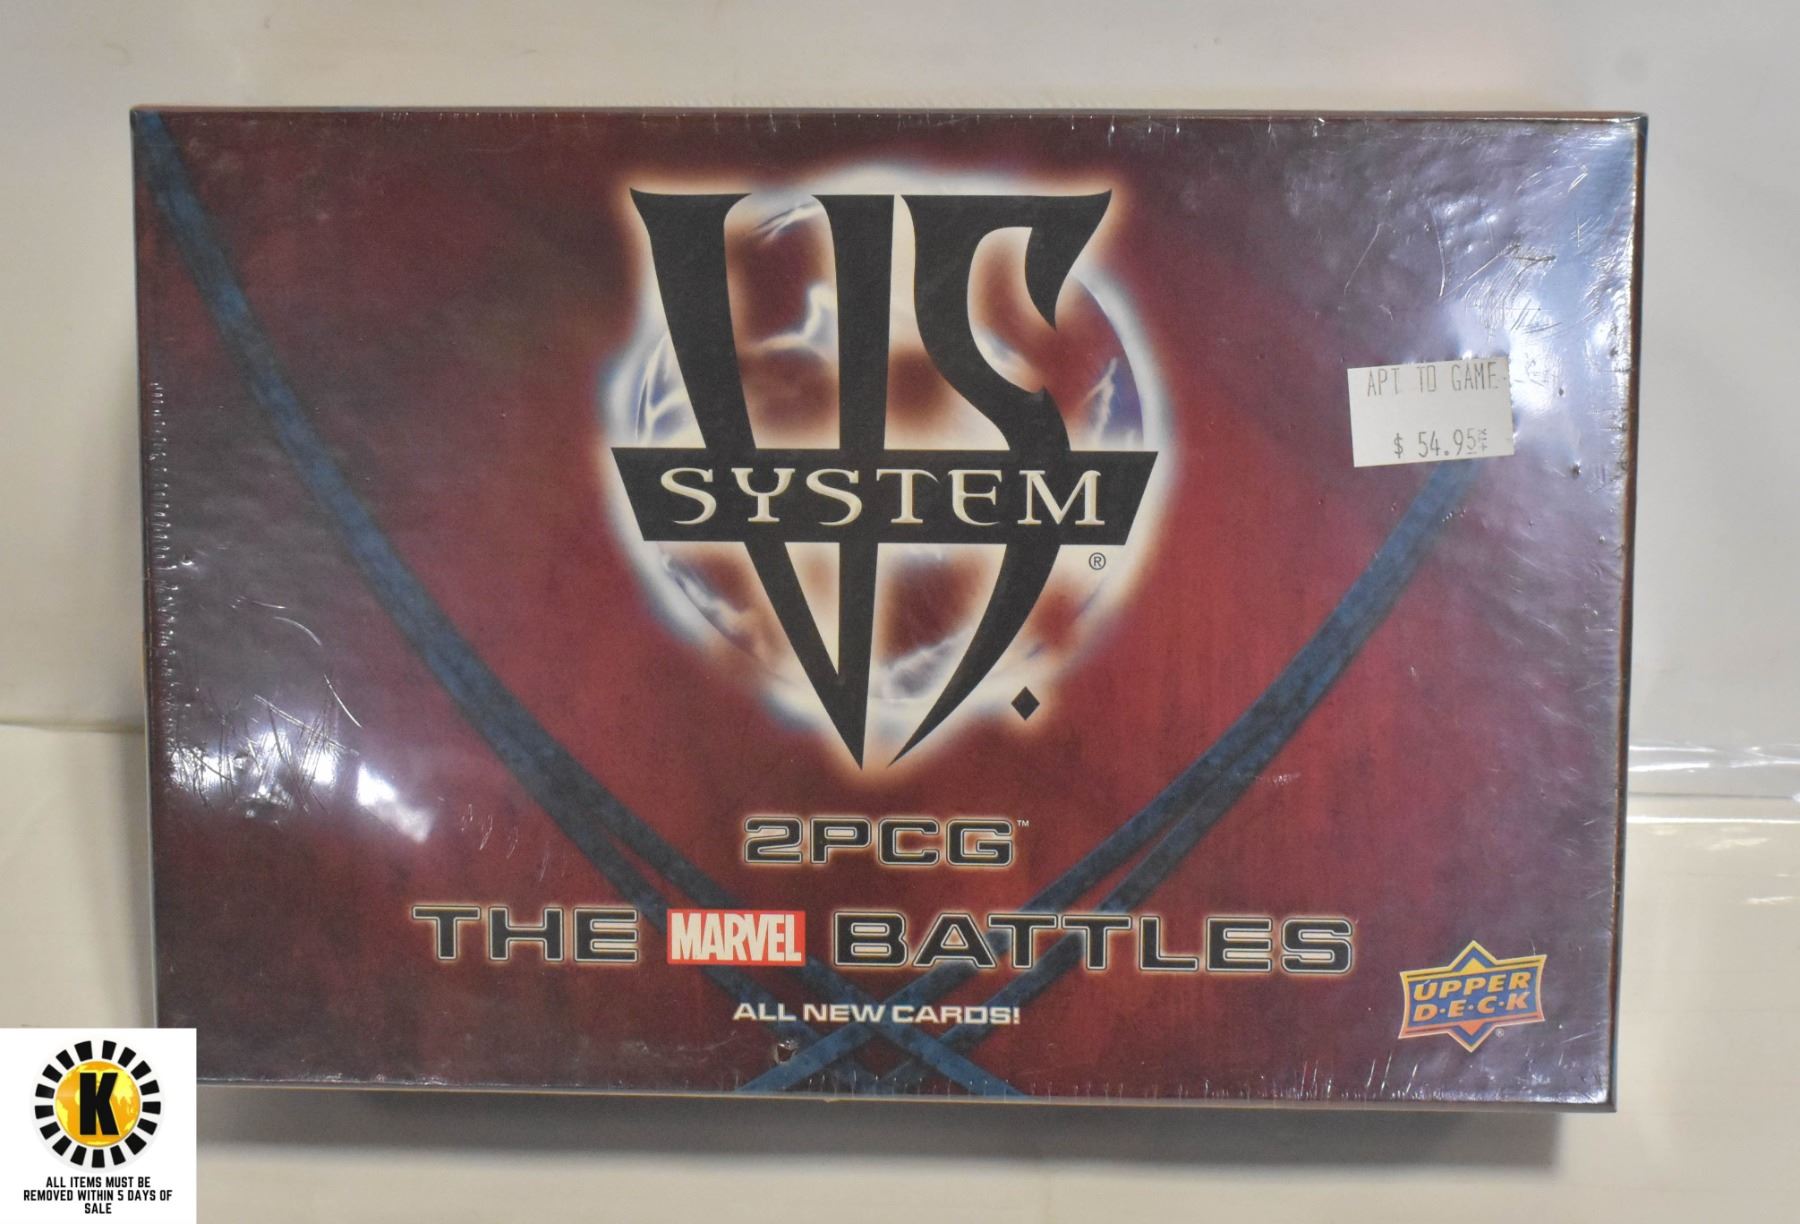 VS
SYSTEM
®
APT TO GAME
$ 54.95
2PCG™
THE MARVEL BATTLES
ALL NEW CARDS!
UPPER
D·E·C·K
®
K
ALL ITEMS MUST BE
REMOVED WITHIN 5 DAYS OF
SALE